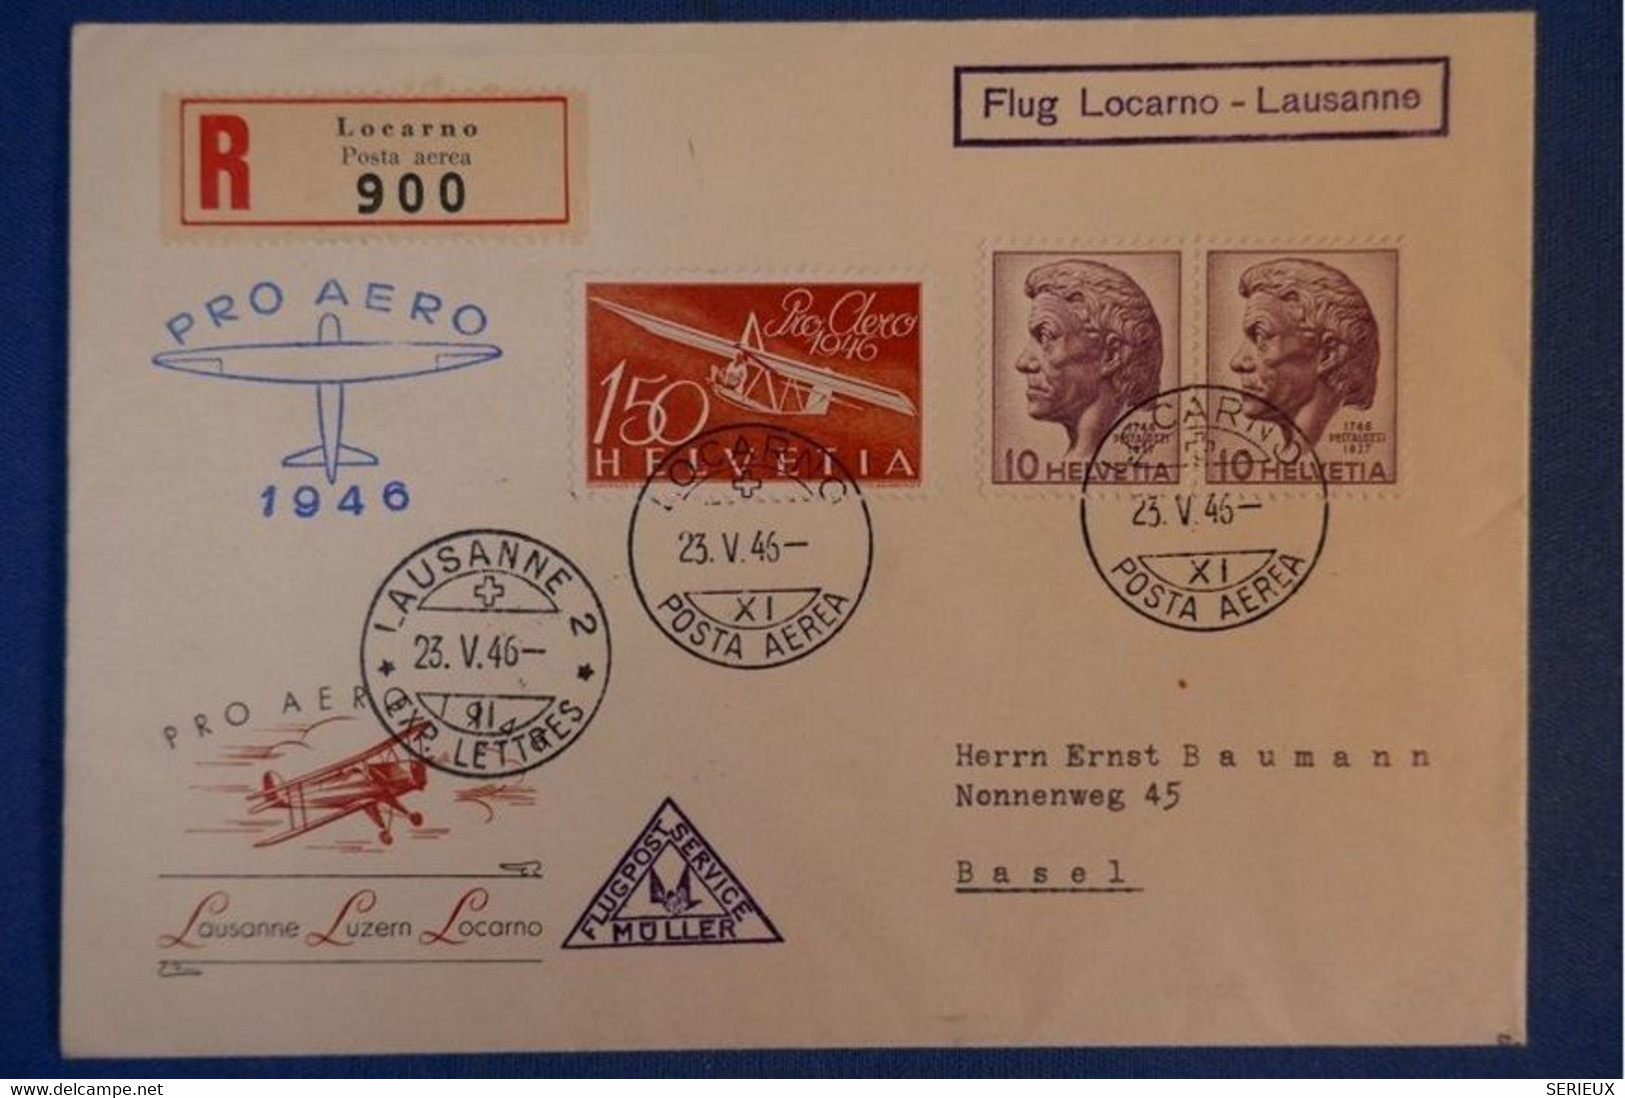 R
Locarno
Posta aerea
900
Flug Locarno - Lausanne
PRO AERO
1946
Pro Aero
1946
150
HELVETIA
1746
PESTALOZZI
1827
10 HELVETIA
1746
PESTALOZZI
1827
10 HELVETIA
LOCARNO
23. V. 46—
XI
POSTA AEREA
LOCARNO
23. V. 46—
XI
POSTA AEREA
LAUSANNE 2
23. V. 46—
EXP. LETTRES
PRO AERO
Lausanne Luzern Locarno
FLUGPOST SERVICE
MÜLLER
Herrn Ernst Baumann
Nonnenweg 45
Basel
delcampe.net
SERIEUX